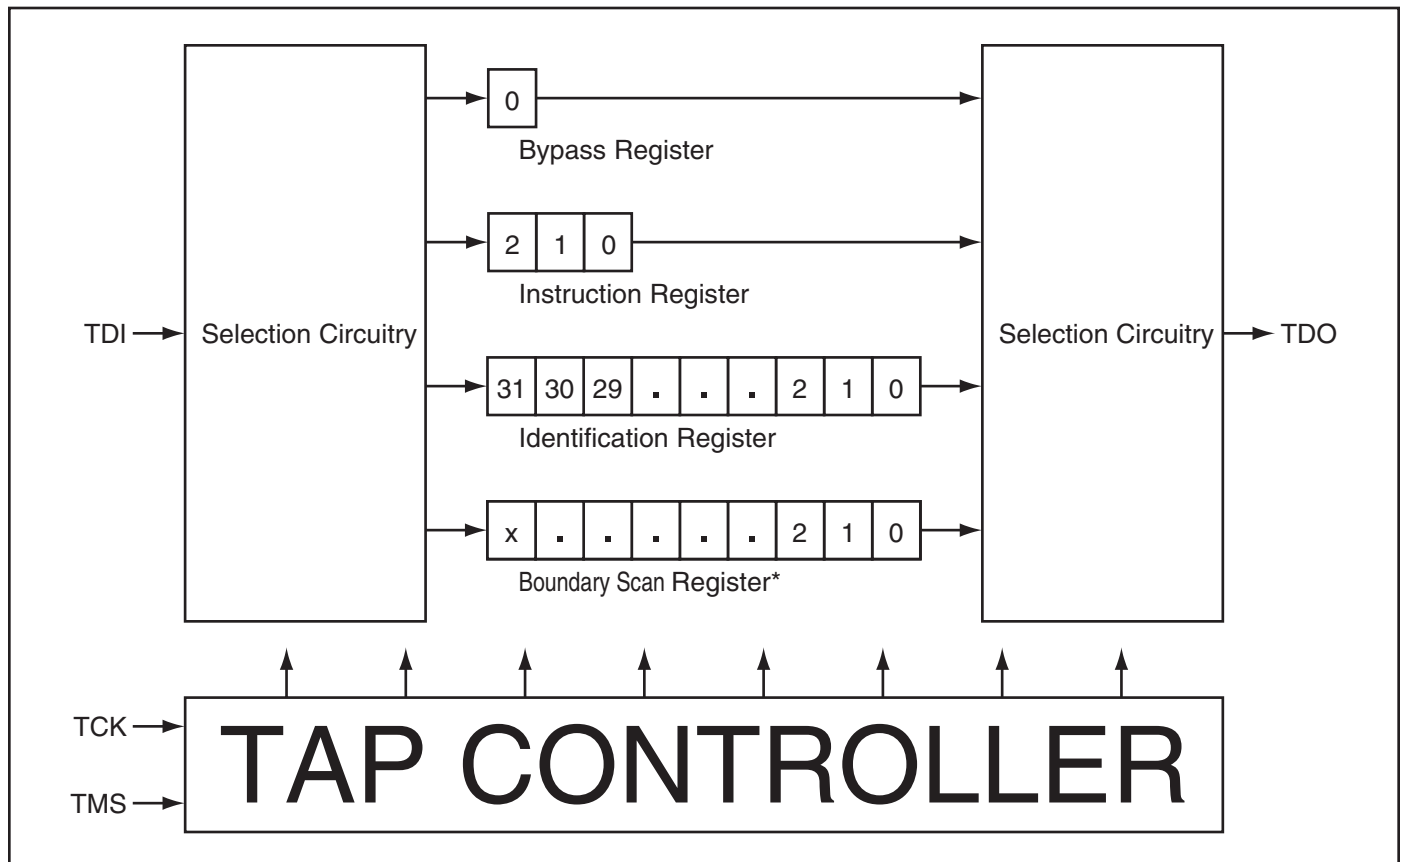 0
Bypass Register
2 1 0
Instruction Register
TDI
Selection Circuitry
Selection Circuitry
TDO
31 30 29 . . . 2 1 0
Identification Register
x . . . . . 2 1 0
Boundary Scan Register*
TCK
TMS
TAP CONTROLLER